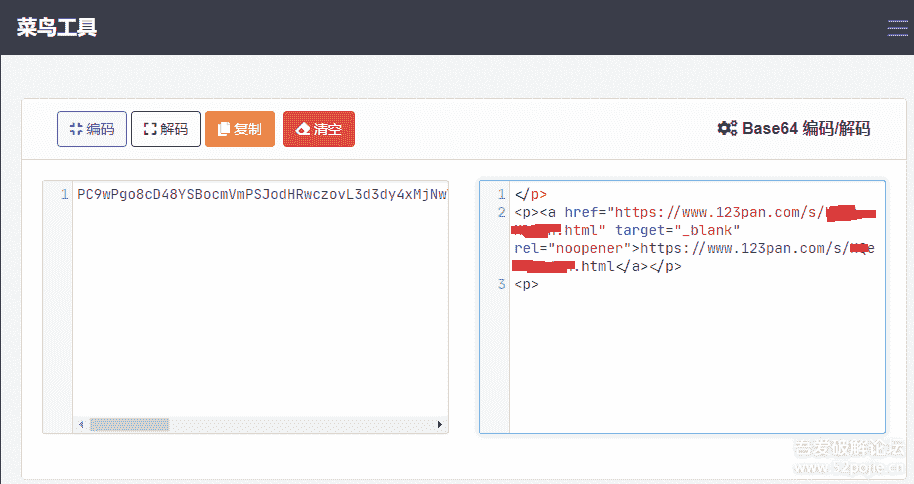 菜鸟工具
编码 解码 复制 清空 Base64 编码/解码
1 PC9wPgo8cD48YSBocmVmPSJodHRwczovL3d3dy4xMjNw
1 </p>
2 <p><a href="https://www.123pan.com/s/
.html" target="_blank"
rel="noopener">https://www.123pan.com/s/
.html</a></p>
3 <p>
吾爱破解论坛
www.52pojie.cn